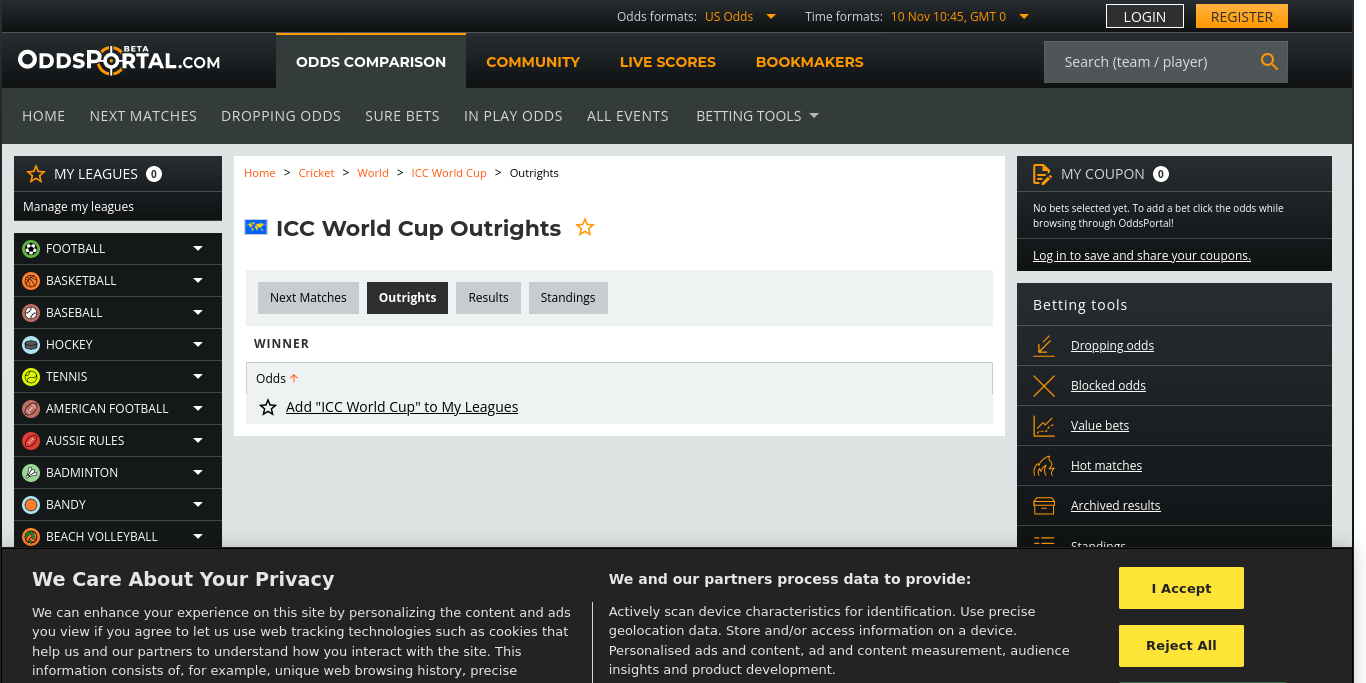 Odds formats: US Odds
Time formats: 10 Nov 10:45, GMT 0
LOGIN
REGISTER
ODDSPORTAL.COM
BETA
ODDS COMPARISON
COMMUNITY
LIVE SCORES
BOOKMAKERS
Search (team / player)
HOME
NEXT MATCHES
DROPPING ODDS
SURE BETS
IN PLAY ODDS
ALL EVENTS
BETTING TOOLS
MY LEAGUES 0
Manage my leagues
FOOTBALL
BASKETBALL
BASEBALL
HOCKEY
TENNIS
AMERICAN FOOTBALL
AUSSIE RULES
BADMINTON
BANDY
BEACH VOLLEYBALL
Home > Cricket > World > ICC World Cup > Outrights
ICC World Cup Outrights
Next Matches
Outrights
Results
Standings
WINNER
Odds
Add "ICC World Cup" to My Leagues
MY COUPON 0
No bets selected yet. To add a bet click the odds while
browsing through OddsPortal!
Log in to save and share your coupons.
Betting tools
Dropping odds
Blocked odds
Value bets
Hot matches
Archived results
Standings
We Care About Your Privacy
We can enhance your experience on this site by personalizing the content and ads
you view if you agree to let us use web tracking technologies such as cookies that
help us and our partners to understand how you interact with the site. This
information consists of, for example, unique web browsing history, precise
We and our partners process data to provide:
Actively scan device characteristics for identification. Use precise
geolocation data. Store and/or access information on a device.
Personalised ads and content, ad and content measurement, audience
insights and product development.
I Accept
Reject All